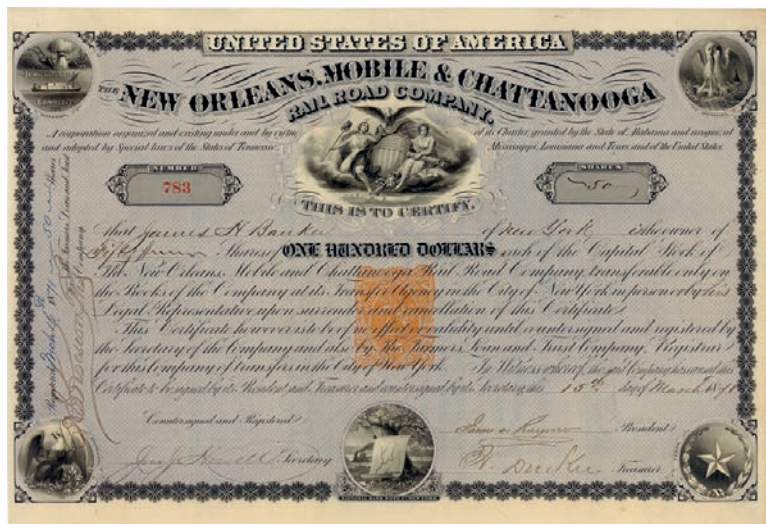 UNITED STATES OF AMERICA
THE NEW ORLEANS, MOBILE & CHATTANOOGA
RAIL ROAD COMPANY.
A corporation organized and existing under and by virtue of its Charter, granted by the State of Alabama and recognized
and adopted by Special laws of the States of Tennessee Mississippi, Louisiana and Texas, and of the United States.
NUMBER
783
SHARES
50
THIS IS TO CERTIFY,
that James H Banker of New York is the owner of
Fifty Shares of ONE HUNDRED DOLLARS each of the Capital Stock of
The New Orleans, Mobile and Chattanooga Rail Road Company, transferable only on
the Books of the Company at its Transfer Agency in the City of New York in person or by his
Legal Representative upon surrender and cancellation of this Certificate.
This Certificate however is to be of no effect or validity until countersigned and registered by
the Secretary of the Company and also by The Farmers Loan and Trust Company, Registrar
for this company of transfers in the City of New York. In Witness whereof, the said Company has caused this
Certificate to be signed by its President and Treasurer and countersigned by its Secretary this 15th day of March 1871
Countersigned and Registered
Secretary
President
Treasurer